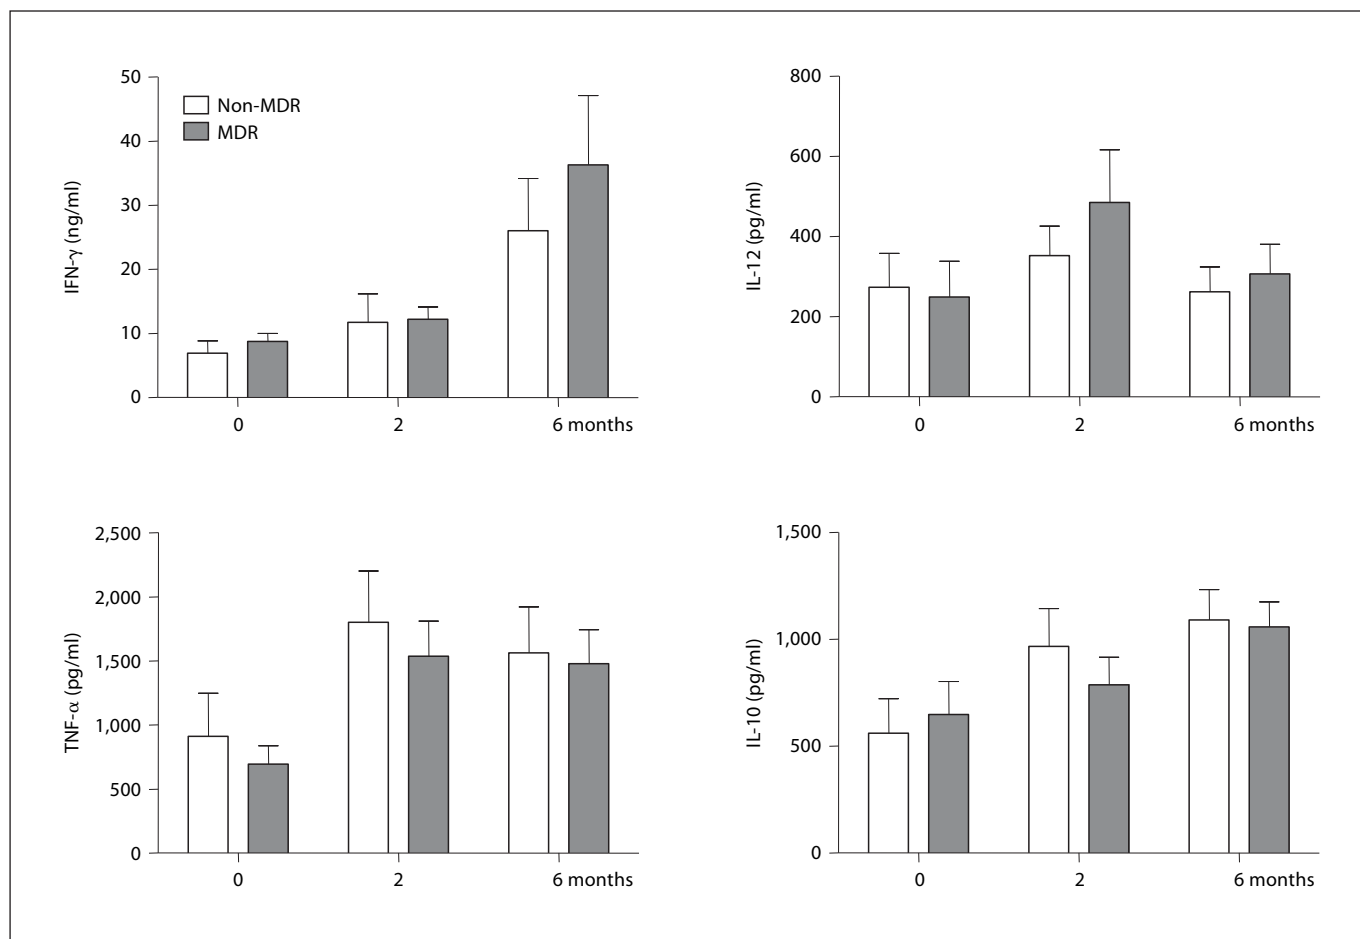 50
40
30
20
10
0
IFN-γ (ng/ml)
Non-MDR
MDR
0 2 6 months
800
600
400
200
0
IL-12 (pg/ml)
0 2 6 months
2,500
2,000
1,500
1,000
500
0
TNF-α (pg/ml)
0 2 6 months
1,500
1,000
500
0
IL-10 (pg/ml)
0 2 6 months